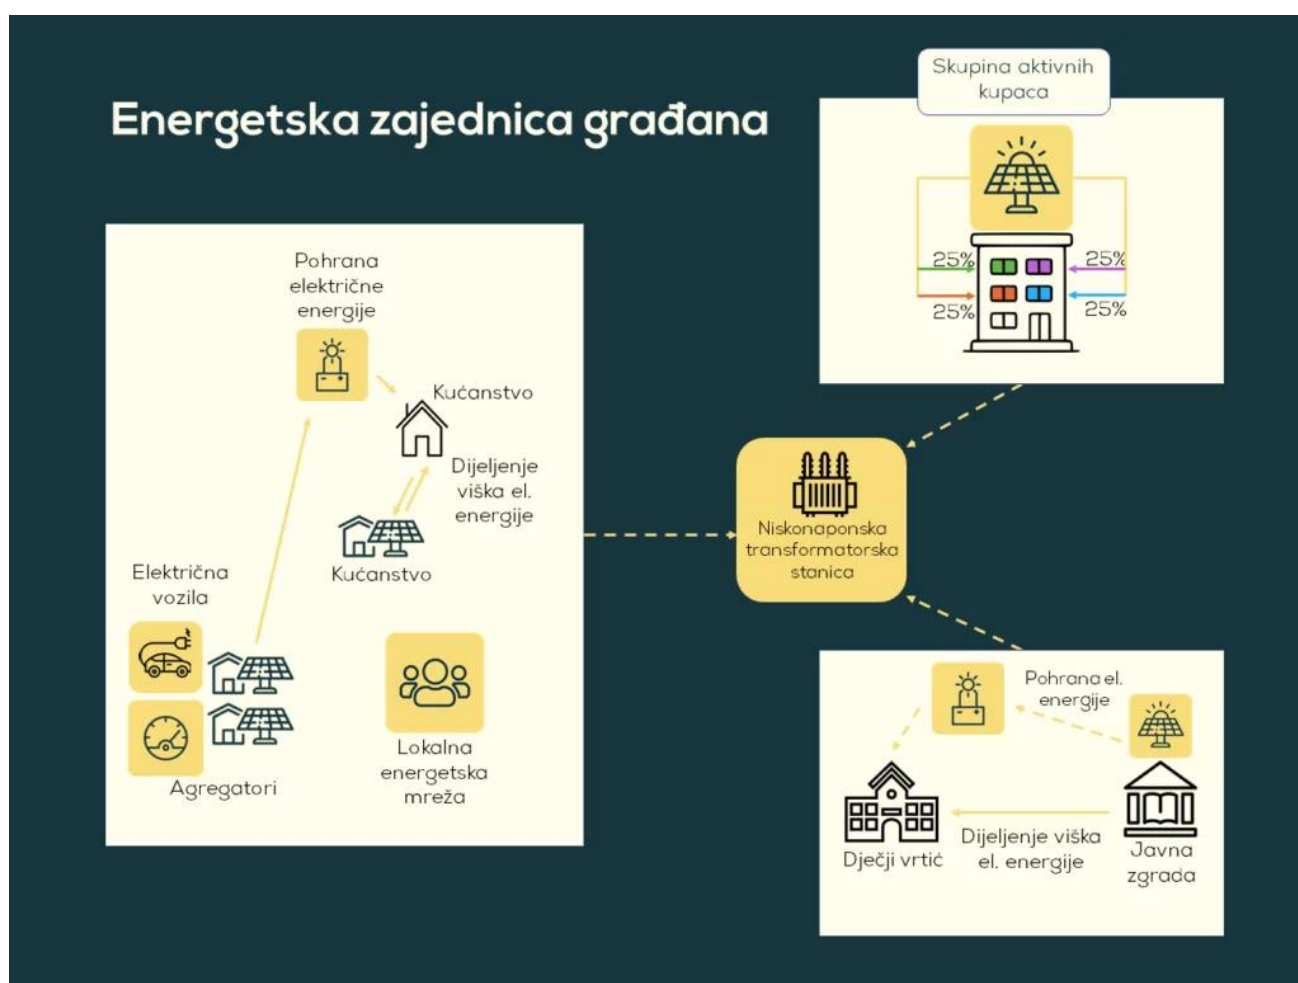 Energetska zajednica građana
Skupina aktivnih
kupaca
25%
25%
25%
25%
Pohrana
električne
energije
Kućanstvo
Dijeljenje
viška el.
energije
Kućanstvo
Električna
vozila
Agregatori
Lokalna
energetska
mreža
Niskonaponska
transformatorska
stanica
Pohrana el.
energije
Dječji vrtić
Dijeljenje viška
el. energije
Javna
zgrada